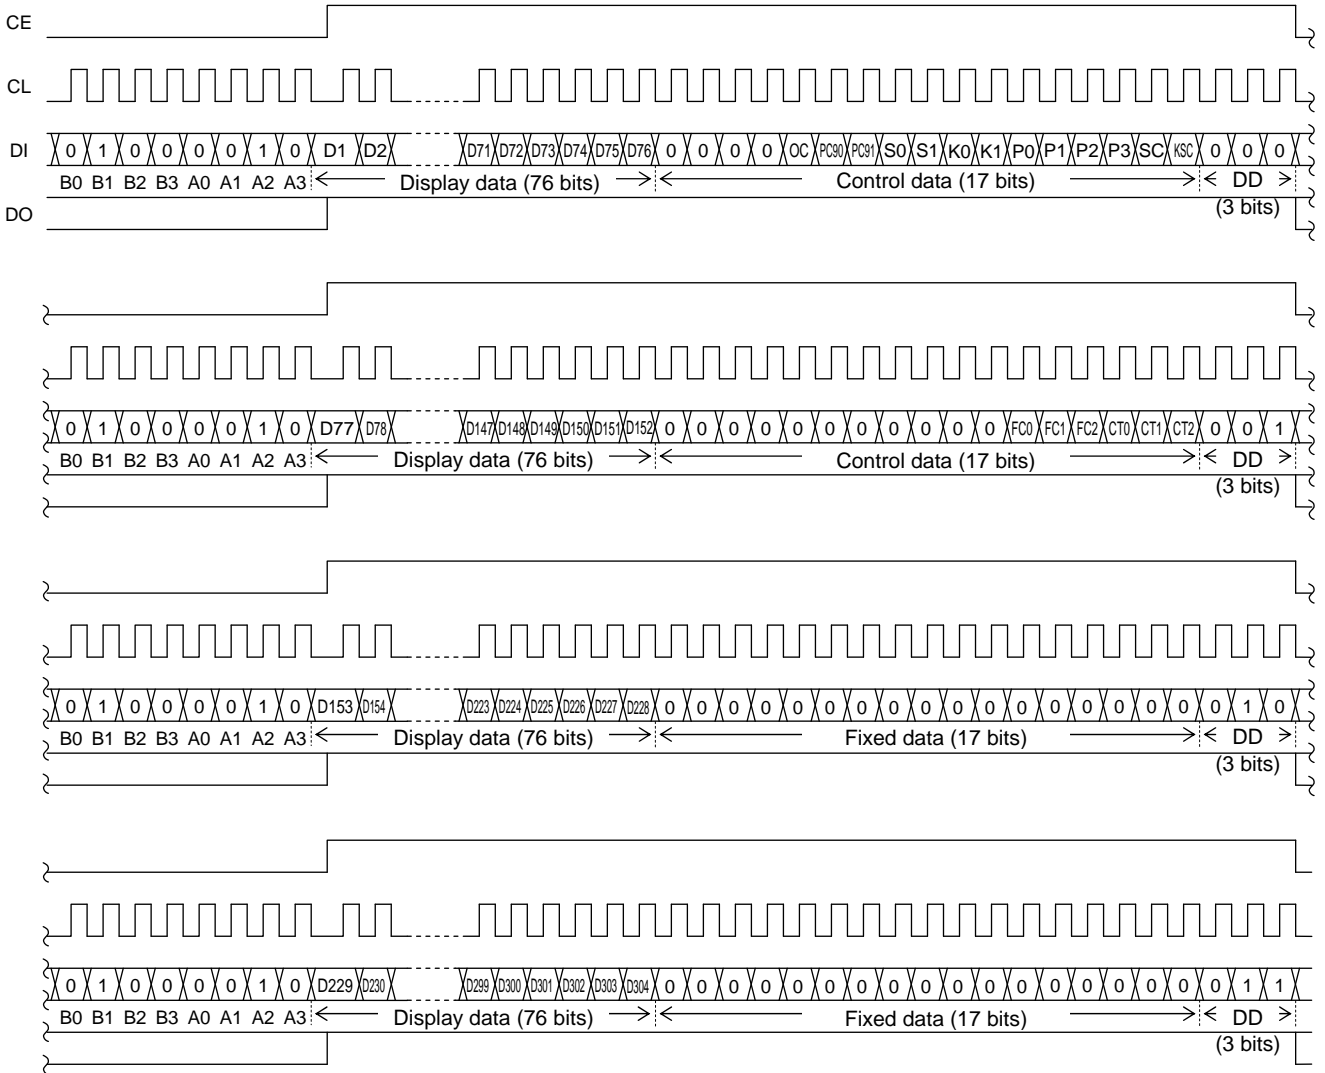 CE
CL
DI 0 1 0 0 0 0 1 0 D1 D2 D71 D72 D73 D74 D75 D76 0 0 0 0 OC PC90 PC91 S0 S1 K0 K1 P0 P1 P2 P3 SC KSC 0 0 0
B0 B1 B2 B3 A0 A1 A2 A3 Display data (76 bits) Control data (17 bits) DD
(3 bits)
DO
0 1 0 0 0 0 1 0 D77 D78 D147 D148 D149 D150 D151 D152 0 0 0 0 0 0 0 0 0 0 0 FC0 FC1 FC2 CT0 CT1 CT2 0 0 1
B0 B1 B2 B3 A0 A1 A2 A3 Display data (76 bits) Control data (17 bits) DD
(3 bits)
0 1 0 0 0 0 1 0 D153 D154 D223 D224 D225 D226 D227 D228 0 0 0 0 0 0 0 0 0 0 0 0 0 0 0 0 0 0 1 0
B0 B1 B2 B3 A0 A1 A2 A3 Display data (76 bits) Fixed data (17 bits) DD
(3 bits)
0 1 0 0 0 0 1 0 D229 D230 D299 D300 D301 D302 D303 D304 0 0 0 0 0 0 0 0 0 0 0 0 0 0 0 0 0 0 1 1
B0 B1 B2 B3 A0 A1 A2 A3 Display data (76 bits) Fixed data (17 bits) DD
(3 bits)